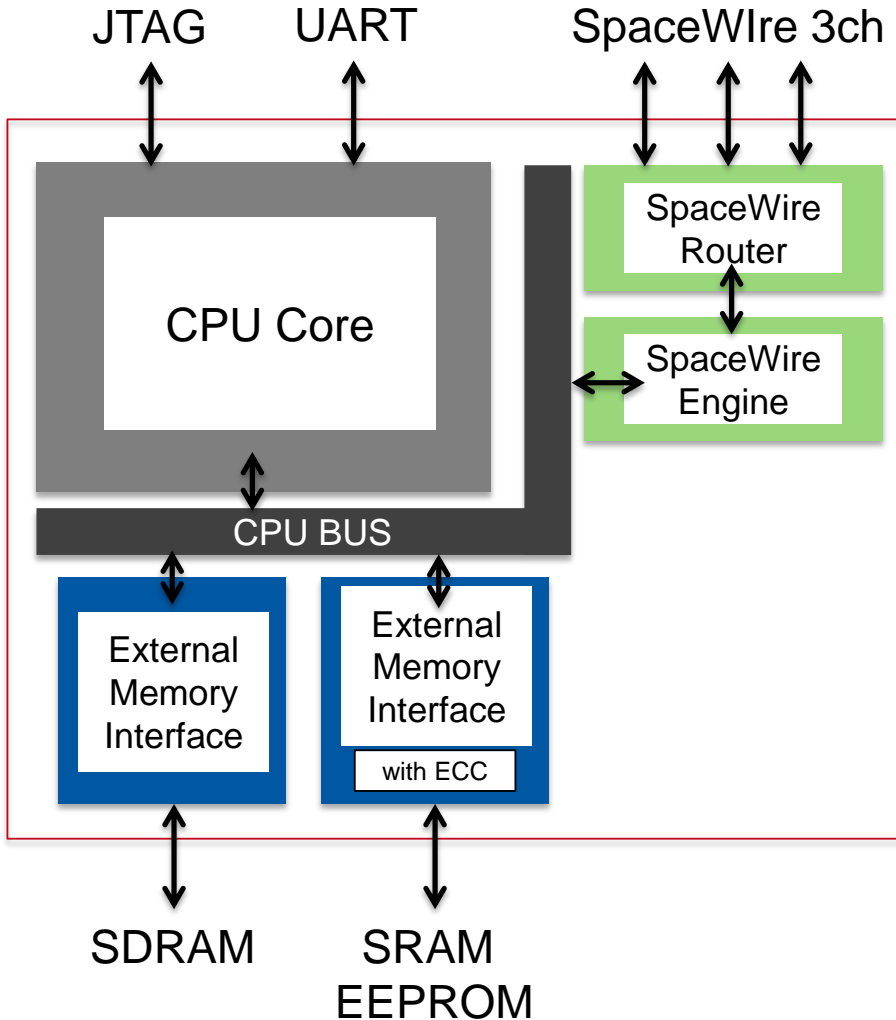 JTAG
UART
SpaceWIre 3ch
SpaceWire
Router
CPU Core
SpaceWire
Engine
CPU BUS
External
Memory
Interface
External
Memory
Interface
with ECC
SDRAM
SRAM
EEPROM